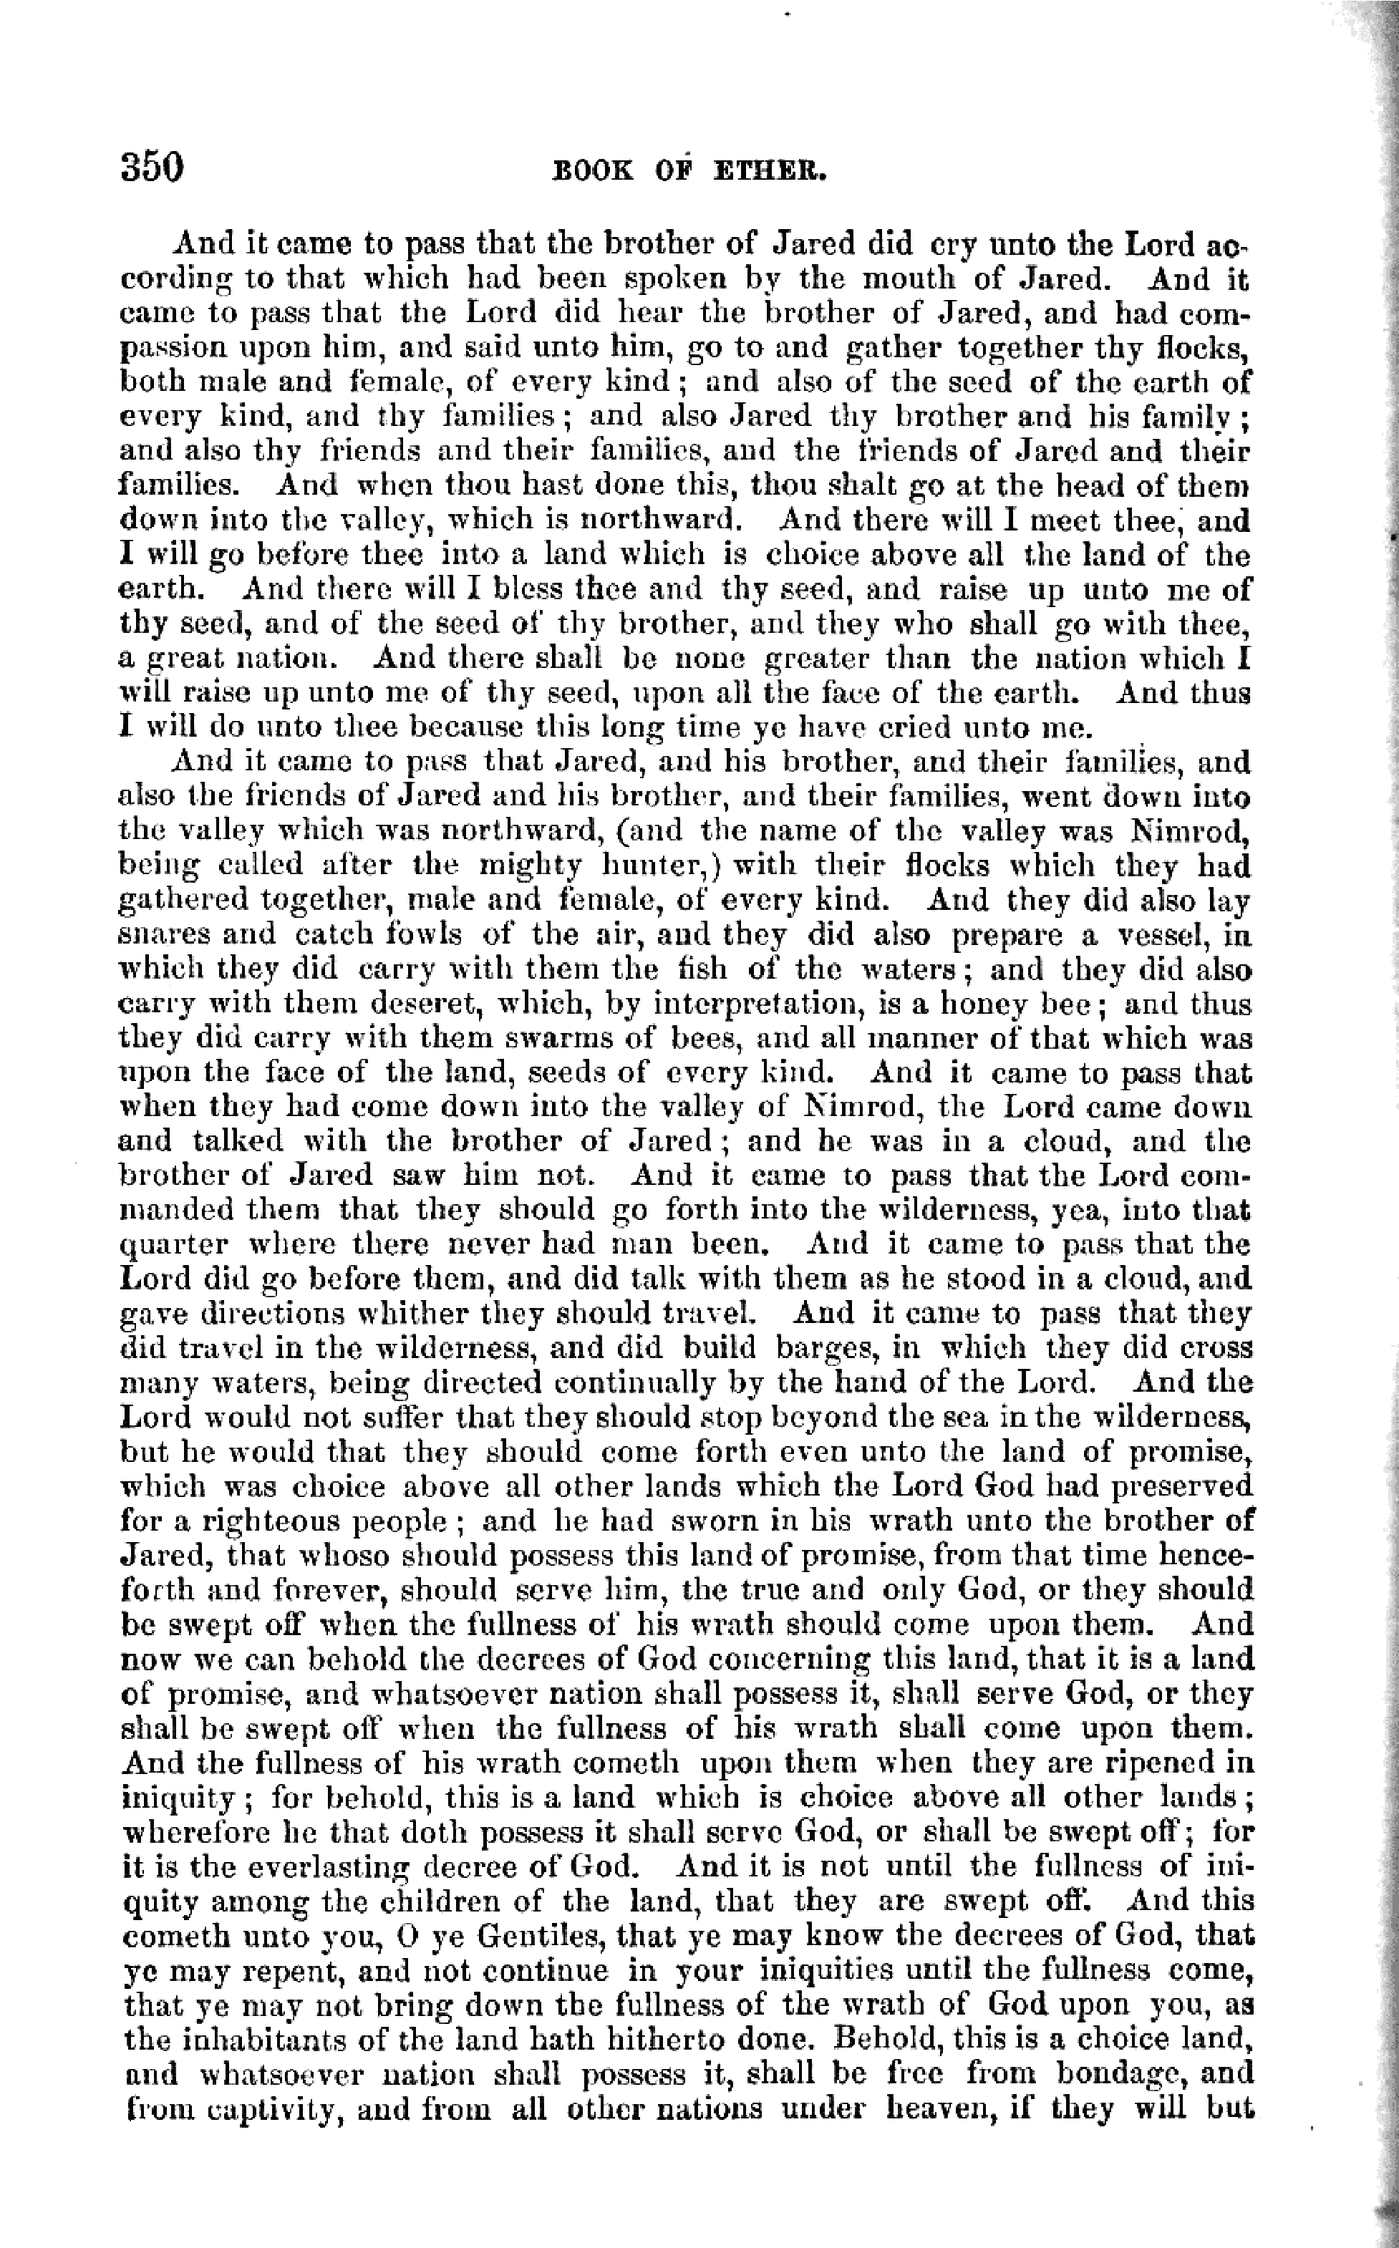 350 BOOK OF ETHER.
And it came to pass that the brother of Jared did cry unto the Lord ac-
cording to that which had been spoken by the mouth of Jared. And it
came to pass that the Lord did hear the brother of Jared, and had com-
passion upon him, and said unto him, go to and gather together thy flocks,
both male and female, of every kind; and also of the seed of the earth of
every kind, and thy families; and also Jared thy brother and his family;
and also thy friends and their families, and the friends of Jared and their
families. And when thou hast done this, thou shalt go at the head of them
down into the valley, which is northward. And there will I meet thee, and
I will go before thee into a land which is choice above all the land of the
earth. And there will I bless thee and thy seed, and raise up unto me of
thy seed, and of the seed of thy brother, and they who shall go with thee,
a great nation. And there shall be none greater than the nation which I
will raise up unto me of thy seed, upon all the face of the earth. And thus
I will do unto thee because this long time ye have cried unto me.
And it came to pass that Jared, and his brother, and their families, and
also the friends of Jared and his brother, and their families, went down into
the valley which was northward, (and the name of the valley was Nimrod,
being called after the mighty hunter,) with their flocks which they had
gathered together, male and female, of every kind. And they did also lay
snares and catch fowls of the air, and they did also prepare a vessel, in
which they did carry with them the fish of the waters; and they did also
carry with them deseret, which, by interpretation, is a honey bee; and thus
they did carry with them swarms of bees, and all manner of that which was
upon the face of the land, seeds of every kind. And it came to pass that
when they had come down into the valley of Nimrod, the Lord came down
and talked with the brother of Jared; and he was in a cloud, and the
brother of Jared saw him not. And it came to pass that the Lord com-
manded them that they should go forth into the wilderness, yea, into that
quarter where there never had man been. And it came to pass that the
Lord did go before them, and did talk with them as he stood in a cloud, and
gave directions whither they should travel. And it came to pass that they
did travel in the wilderness, and did build barges, in which they did cross
many waters, being directed continually by the hand of the Lord. And the
Lord would not suffer that they should stop beyond the sea in the wilderness,
but he would that they should come forth even unto the land of promise,
which was choice above all other lands which the Lord God had preserved
for a righteous people; and he had sworn in his wrath unto the brother of
Jared, that whoso should possess this land of promise, from that time hence-
forth and forever, should serve him, the true and only God, or they should
be swept off when the fullness of his wrath should come upon them. And
now we can behold the decrees of God concerning this land, that it is a land
of promise, and whatsoever nation shall possess it, shall serve God, or they
shall be swept off when the fullness of his wrath shall come upon them.
And the fullness of his wrath cometh upon them when they are ripened in
iniquity; for behold, this is a land which is choice above all other lands;
wherefore he that doth possess it shall serve God, or shall be swept off; for
it is the everlasting decree of God. And it is not until the fullness of ini-
quity among the children of the land, that they are swept off. And this
cometh unto you, O ye Gentiles, that ye may know the decrees of God, that
ye may repent, and not continue in your iniquities until the fullness come,
that ye may not bring down the fullness of the wrath of God upon you, as
the inhabitants of the land hath hitherto done. Behold, this is a choice land,
and whatsoever nation shall possess it, shall be free from bondage, and
from captivity, and from all other nations under heaven, if they will but